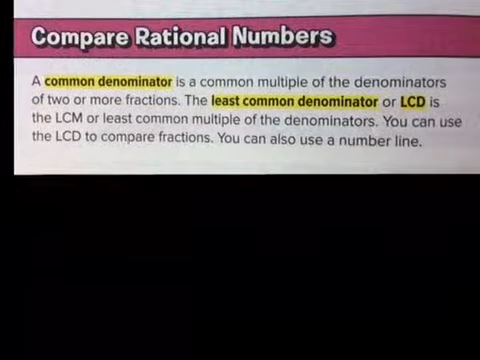 Compare Rational Numbers
A common denominator is a common multiple of the denominators
of two or more fractions. The least common denominator or LCD is
the LCM or least common multiple of the denominators. You can use
the LCD to compare fractions. You can also use a number line.